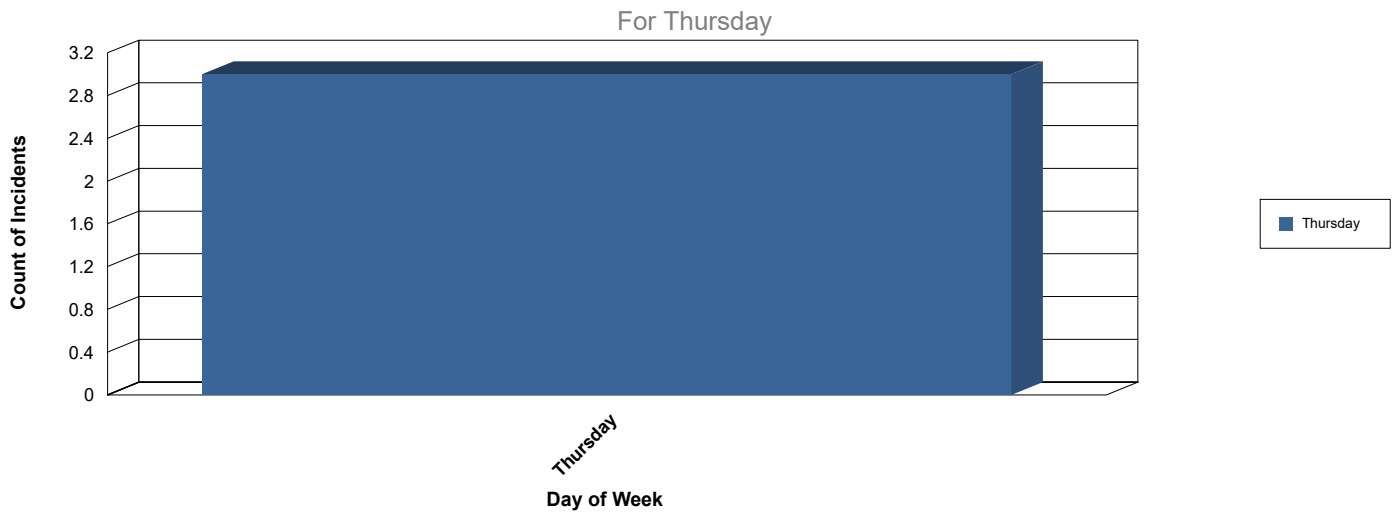 For Thursday
3.2
2.8
2.4
2
1.6
1.2
0.8
0.4
0
Count of Incidents
Thursday
Day of Week
Thursday